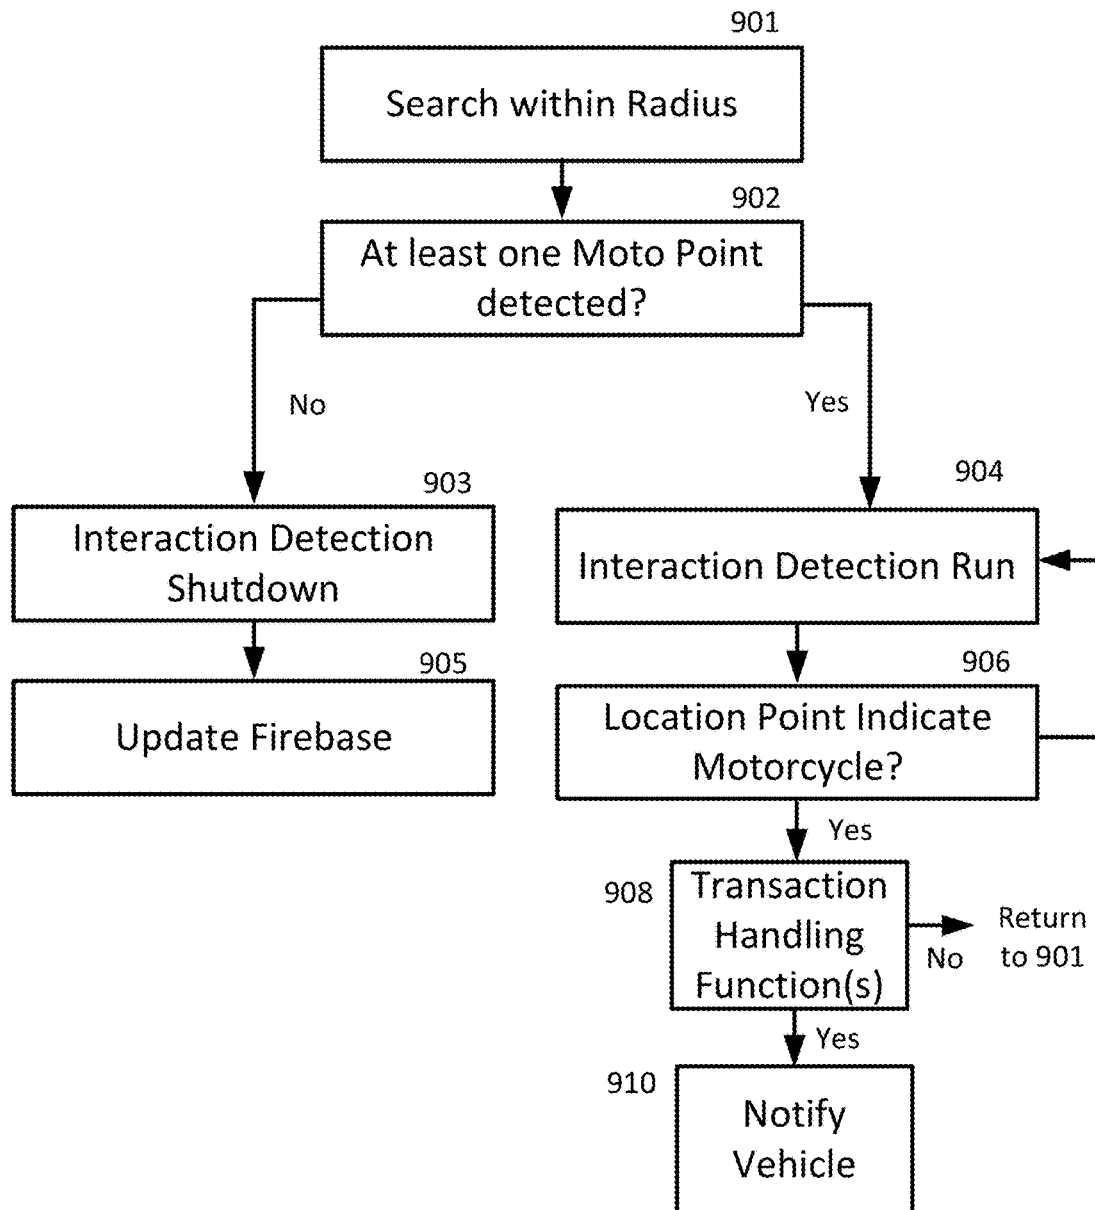 901
Search within Radius
902
At least one Moto Point
detected?
No
Yes
903
904
Interaction Detection
Shutdown
Interaction Detection Run
905
906
Update Firebase
Location Point Indicate
Motorcycle?
Yes
908
Transaction
Handling
Function(s)
No
Return
to 901
Yes
910
Notify
Vehicle